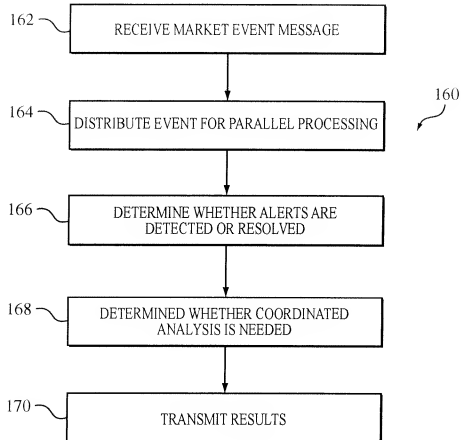 162
RECEIVE MARKET EVENT MESSAGE
160
164
DISTRIBUTE EVENT FOR PARALLEL PROCESSING
166
DETERMINE WHETHER ALERTS ARE
DETECTED OR RESOLVED
168
DETERMINED WHETHER COORDINATED
ANALYSIS IS NEEDED
170
TRANSMIT RESULTS